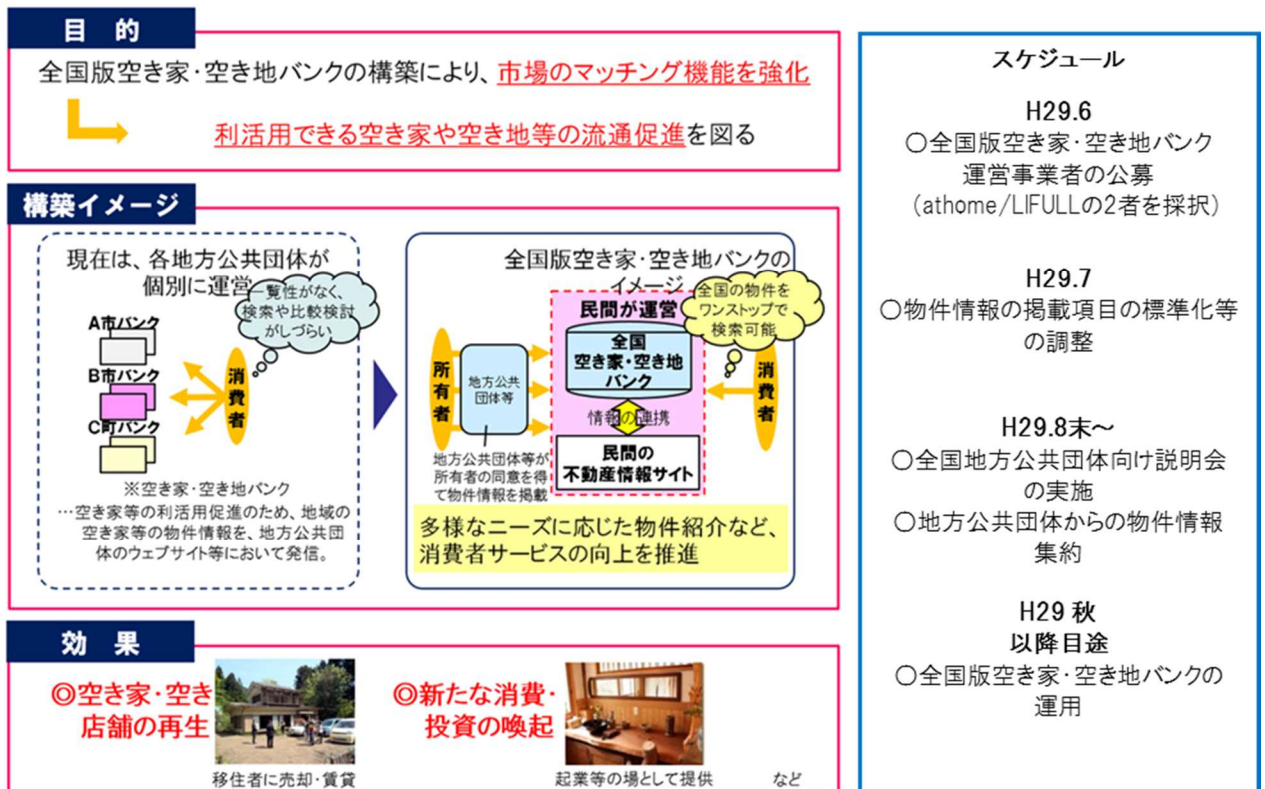 目 的
全国版空き家・空き地バンクの構築により、市場のマッチング機能を強化
利活用できる空き家や空き地等の流通促進を図る
構築イメージ
現在は、各地方公共団体が
個別に運営
一覧性がなく、
検索や比較検討
がしづらい
A市バンク
B市バンク
C町バンク
消費者
※空き家・空き地バンク
…空き家等の利活用促進のため、地域の
空き家等の物件情報を、地方公共団
体のウェブサイト等において発信。
全国版空き家・空き地バンクの
イメージ
全国の物件を
ワンストップで
検索可能
民間が運営
全国
空き家・空き地
バンク
所有者
地方公共
団体等
消費者
情報の連携
民間の
不動産情報サイト
地方公共団体等が
所有者の同意を得
て物件情報を掲載
多様なニーズに応じた物件紹介など、
消費者サービスの向上を推進
効 果
◎空き家・空き
店舗の再生
移住者に売却・賃貸
◎新たな消費・
投資の喚起
起業等の場として提供 など
スケジュール
H29.6
○全国版空き家・空き地バンク
運営事業者の公募
（athome/LIFULLの2者を採択）
H29.7
○物件情報の掲載項目の標準化等
の調整
H29.8末～
○全国地方公共団体向け説明会
の実施
○地方公共団体からの物件情報
集約
H29 秋
以降目途
○全国版空き家・空き地バンクの
運用